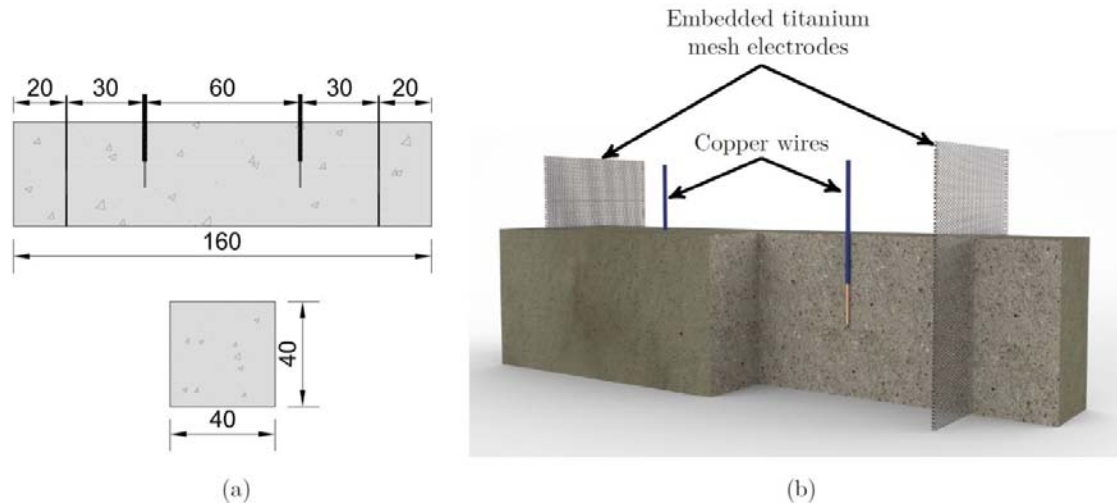 20 30 60 30 20
160
40
40
(a)
Embedded titanium
mesh electrodes
Copper wires
(b)